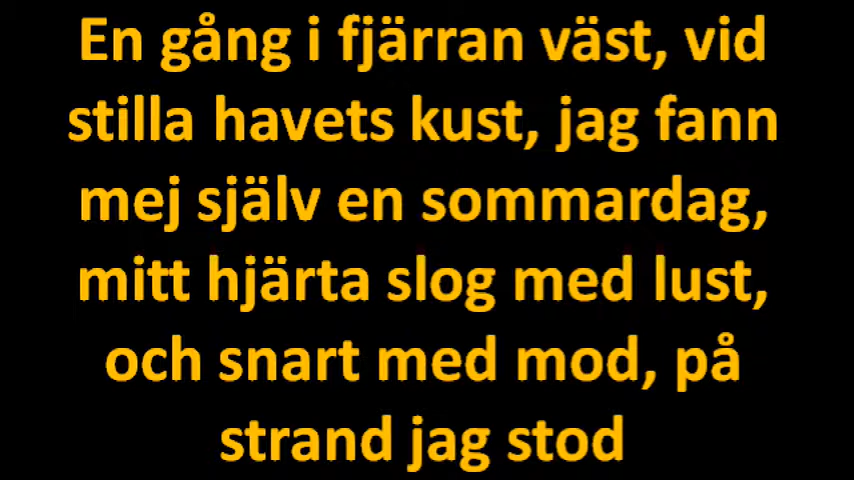 En gång i fjärran väst, vid
stilla havets kust, jag fann
mej själv en sommardag,
mitt hjärta slog med lust,
och snart med mod, på
strand jag stod